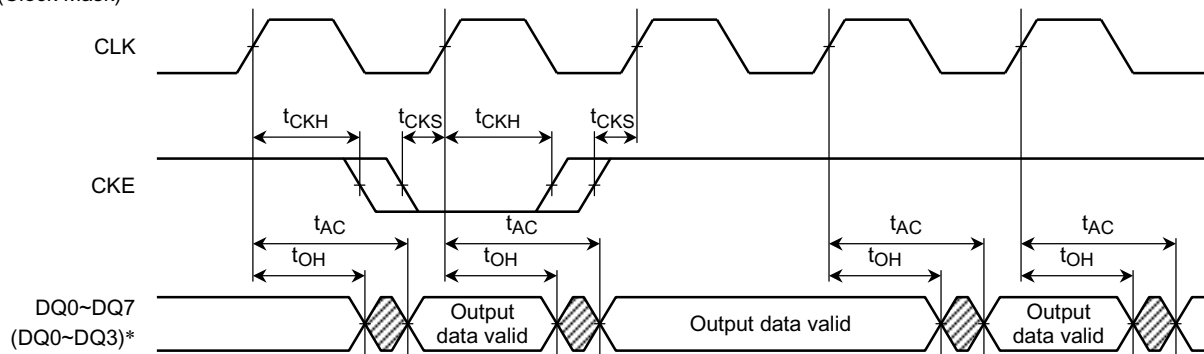 (Clock Mask)
CLK
tCKH tCKS tCKH tCKS
CKE
tAC tAC tAC tAC
tOH tOH tOH tOH
DQ0~DQ7
(DQ0~DQ3)*
Output
data valid
Output data valid
Output
data valid